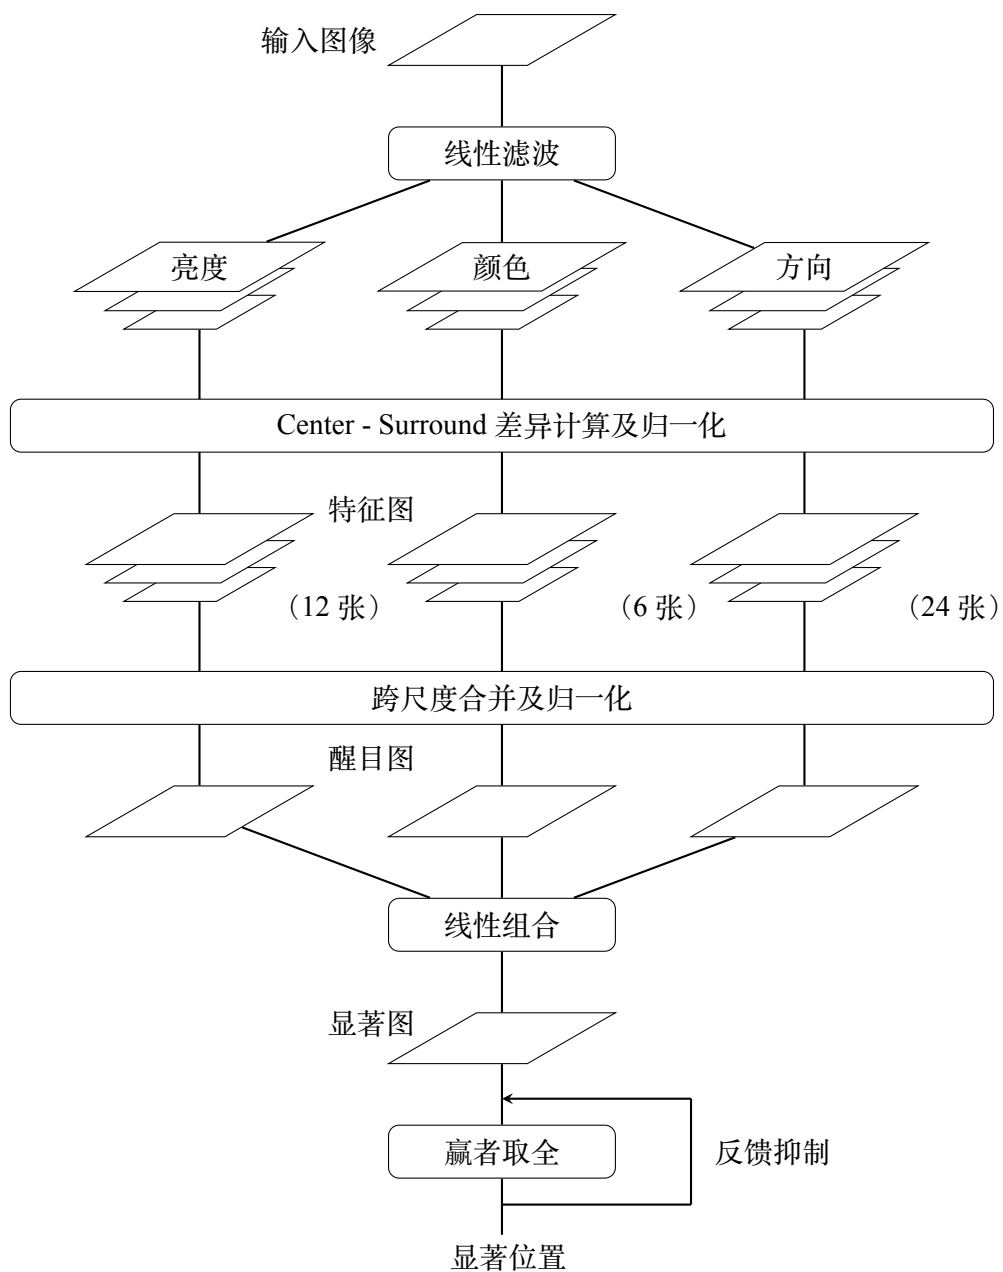 输入图像
线性滤波
亮度
颜色
方向
Center - Surround 差异计算及归一化
特征图
（12 张）
（6 张）
（24 张）
跨尺度合并及归一化
醒目图
线性组合
显著图
赢者取全
反馈抑制
显著位置